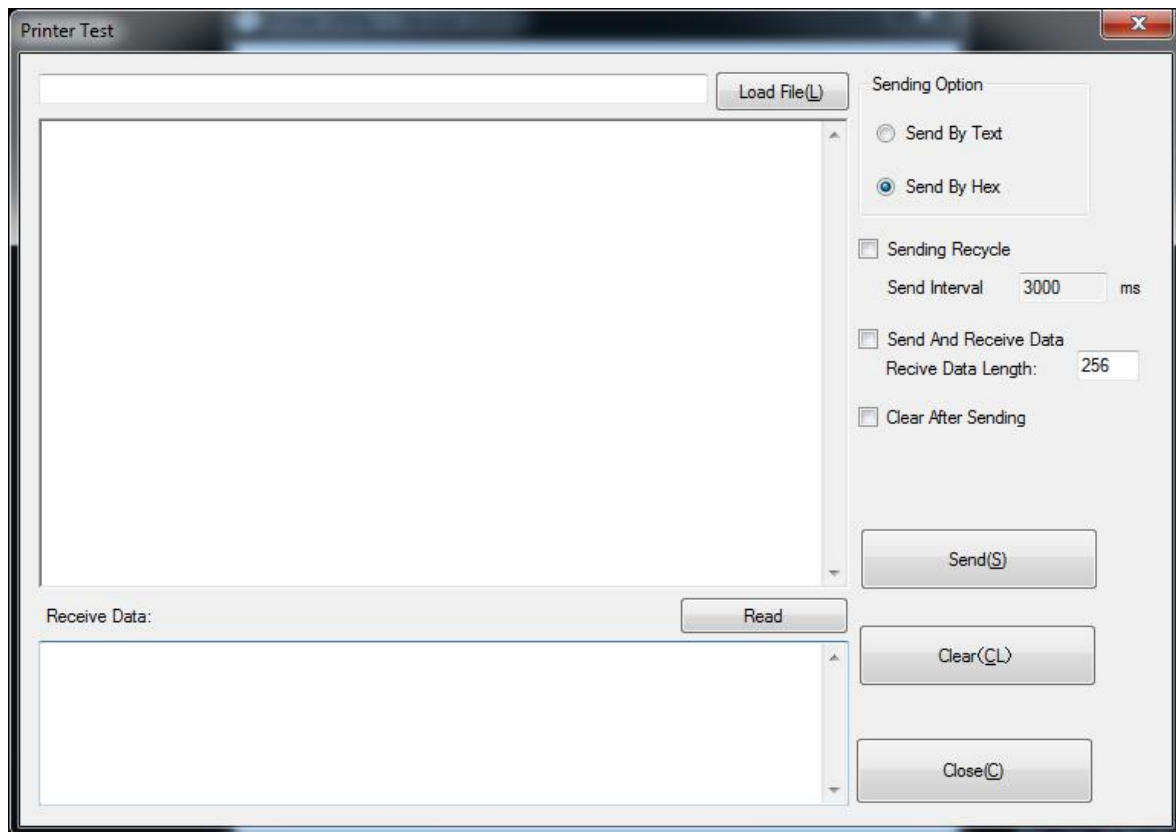 Printer Test
Load File(L)
Sending Option
Send By Text
Send By Hex
Sending Recycle
Send Interval 3000 ms
Send And Receive Data
Recive Data Length: 256
Clear After Sending
Send(S)
Receive Data:
Read
Clear(CL)
Close(C)